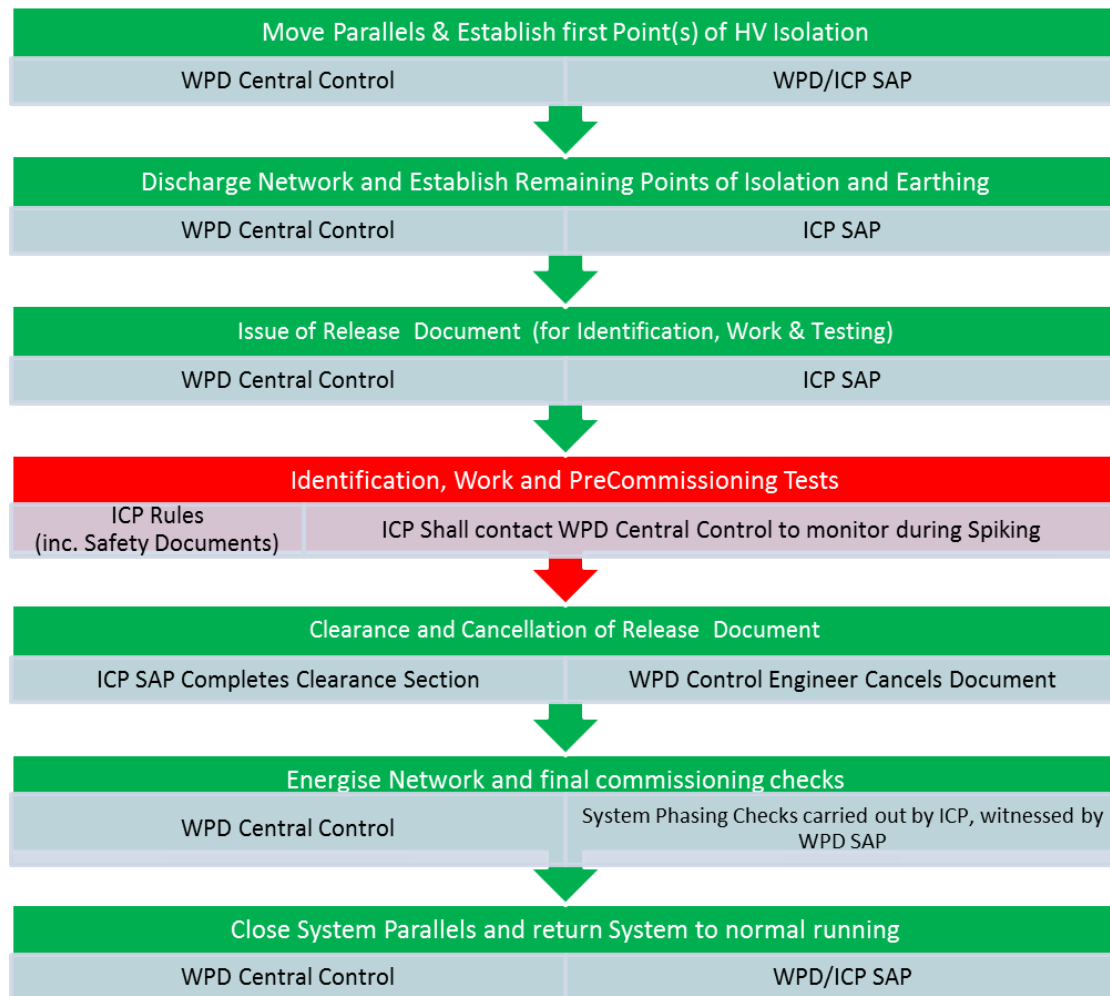 Move Parallels & Establish first Point(s) of HV Isolation
WPD Central Control
WPD/ICP SAP
Discharge Network and Establish Remaining Points of Isolation and Earthing
WPD Central Control
ICP SAP
Issue of Release Document (for Identification, Work & Testing)
WPD Central Control
ICP SAP
Identification, Work and PreCommissioning Tests
ICP Rules
(inc. Safety Documents)
ICP Shall contact WPD Central Control to monitor during Spiking
Clearance and Cancellation of Release Document
ICP SAP Completes Clearance Section
WPD Control Engineer Cancels Document
Energise Network and final commissioning checks
WPD Central Control
System Phasing Checks carried out by ICP, witnessed by
WPD SAP
Close System Parallels and return System to normal running
WPD Central Control
WPD/ICP SAP